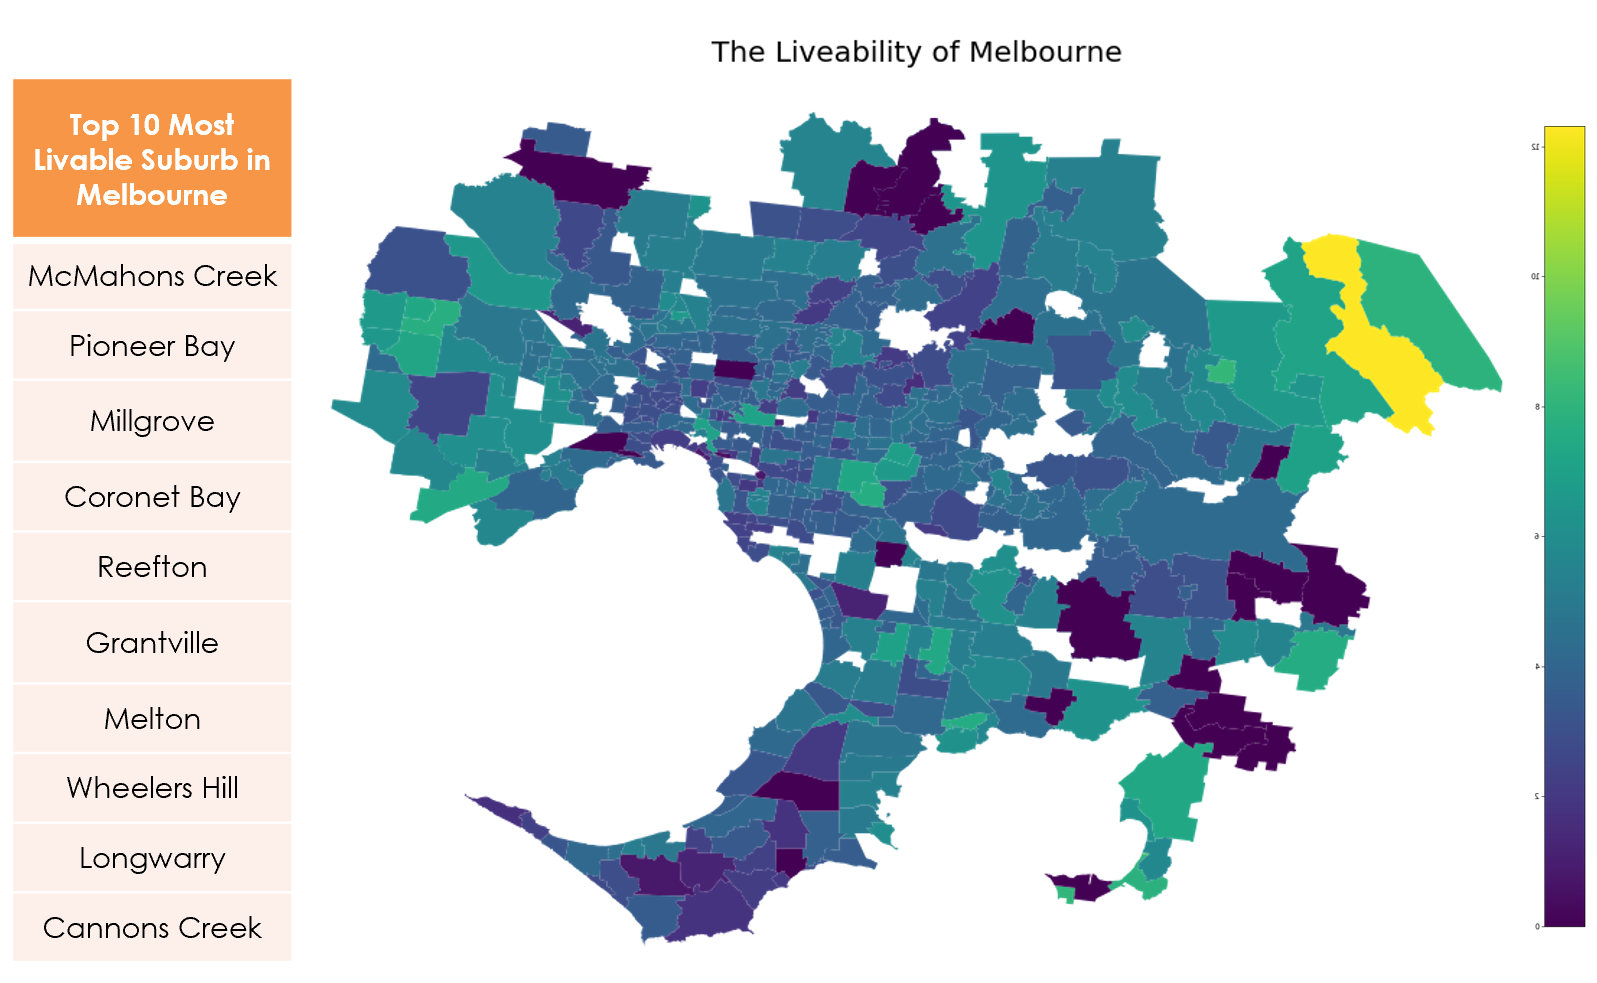 The Liveability of Melbourne
Top 10 Most
Livable Suburb in
Melbourne
McMahons Creek
Pioneer Bay
Millgrove
Coronet Bay
Reefton
Grantville
Melton
Wheelers Hill
Longwarry
Cannons Creek
12
10
8
6
4
2
0